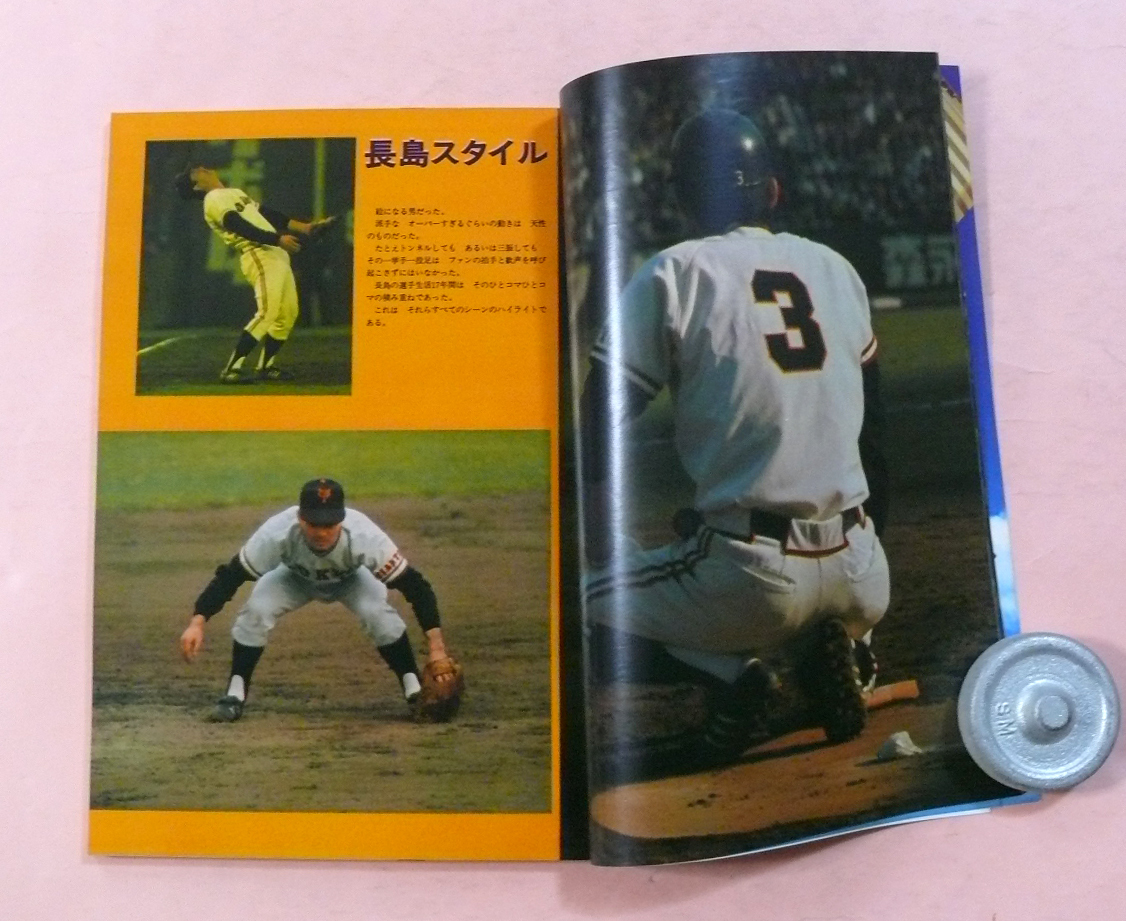 長島スタイル
絵になる男だった。
派手な オーバーすぎるぐらいの動きは 天性
のものだった。
たとえトンネルしても あるいは三振しても
その一挙手一投足は ファンの拍手と歓声を呼び
起こさずにはいなかった。
長島の選手生活17年間は そのひとコマひとコ
マの積み重ねであった。
これは それらすべてのシーンのハイライトで
ある。
3
3